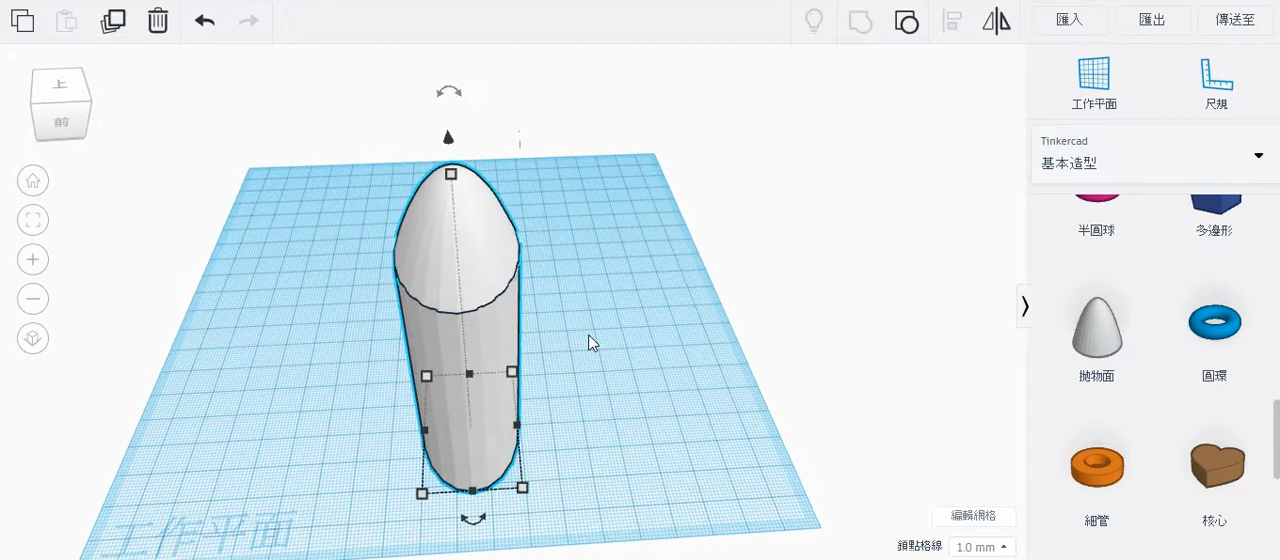 匯入
匯出
傳送至
上
前
工作平面
尺規
Tinkercad
基本造型
半圓球
多邊形
拋物面
圓環
細管
核心
工作平面
編輯網格
鎖點格線
1.0 mm